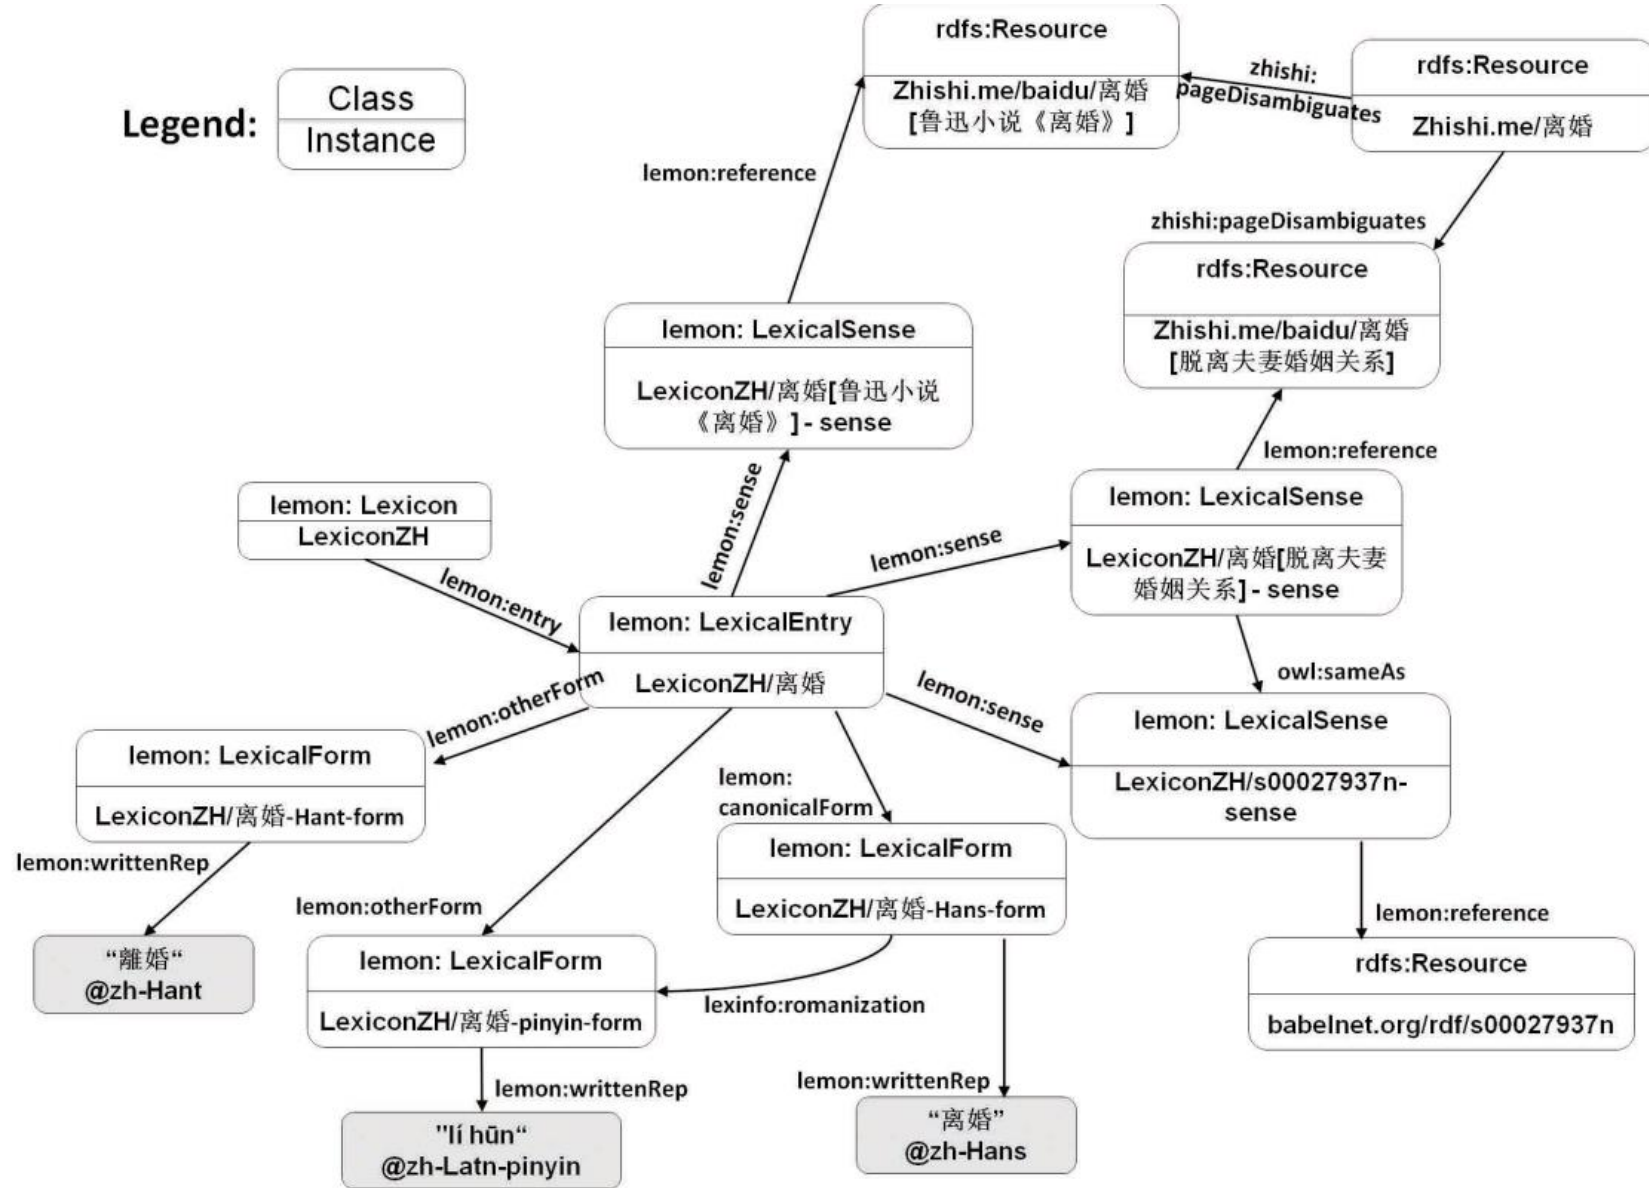 rdfs:Resource
Zhishi.me/baidu/离婚
[鲁迅小说《离婚》]
zhishi:
pageDisambiguates
rdfs:Resource
Zhishi.me/离婚
Legend:
Class
Instance
lemon:reference
zhishi:pageDisambiguates
rdfs:Resource
Zhishi.me/baidu/离婚
[脱离夫妻婚姻关系]
lemon: LexicalSense
LexiconZH/离婚[鲁迅小说
《离婚》] - sense
lemon:reference
lemon:sense
lemon: Lexicon
LexiconZH
lemon:entry
lemon:sense
lemon: LexicalSense
LexiconZH/离婚[脱离夫妻
婚姻关系] - sense
lemon: LexicalEntry
LexiconZH/离婚
owl:sameAs
lemon:otherForm
lemon:sense
lemon: LexicalSense
LexiconZH/s00027937n-
sense
lemon: LexicalForm
LexiconZH/离婚-Hant-form
lemon:
canonicalForm
lemon: LexicalForm
LexiconZH/离婚-Hans-form
lemon:writtenRep
lemon:otherForm
lemon:reference
“離婚“
@zh-Hant
lemon: LexicalForm
LexiconZH/离婚-pinyin-form
lexinfo:romanization
rdfs:Resource
babelnet.org/rdf/s00027937n
lemon:writtenRep
lemon:writtenRep
”lí hūn“
@zh-Latn-pinyin
“离婚”
@zh-Hans